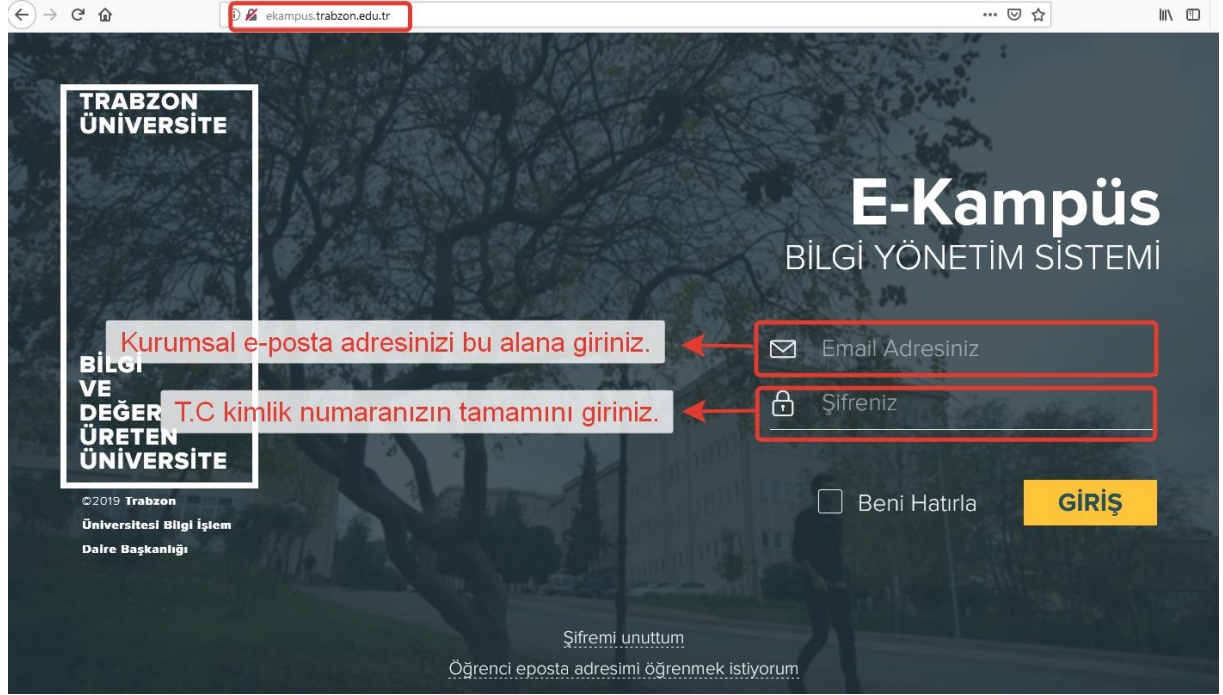 ekampus.trabzon.edu.tr
TRABZON
ÜNİVERSİTE
BİLGİ
VE
DEĞER
ÜRETEN
ÜNİVERSİTE
©2019 Trabzon
Üniversitesi Bilgi İşlem
Daire Başkanlığı
E-Kampüs
BİLGİ YÖNETİM SİSTEMİ
Kurumsal e-posta adresinizi bu alana giriniz.
Email Adresiniz
T.C kimlik numaranızın tamamını giriniz.
Şifreniz
Beni Hatırla
GİRİŞ
Şifremi unuttum
Öğrenci eposta adresimi öğrenmek istiyorum